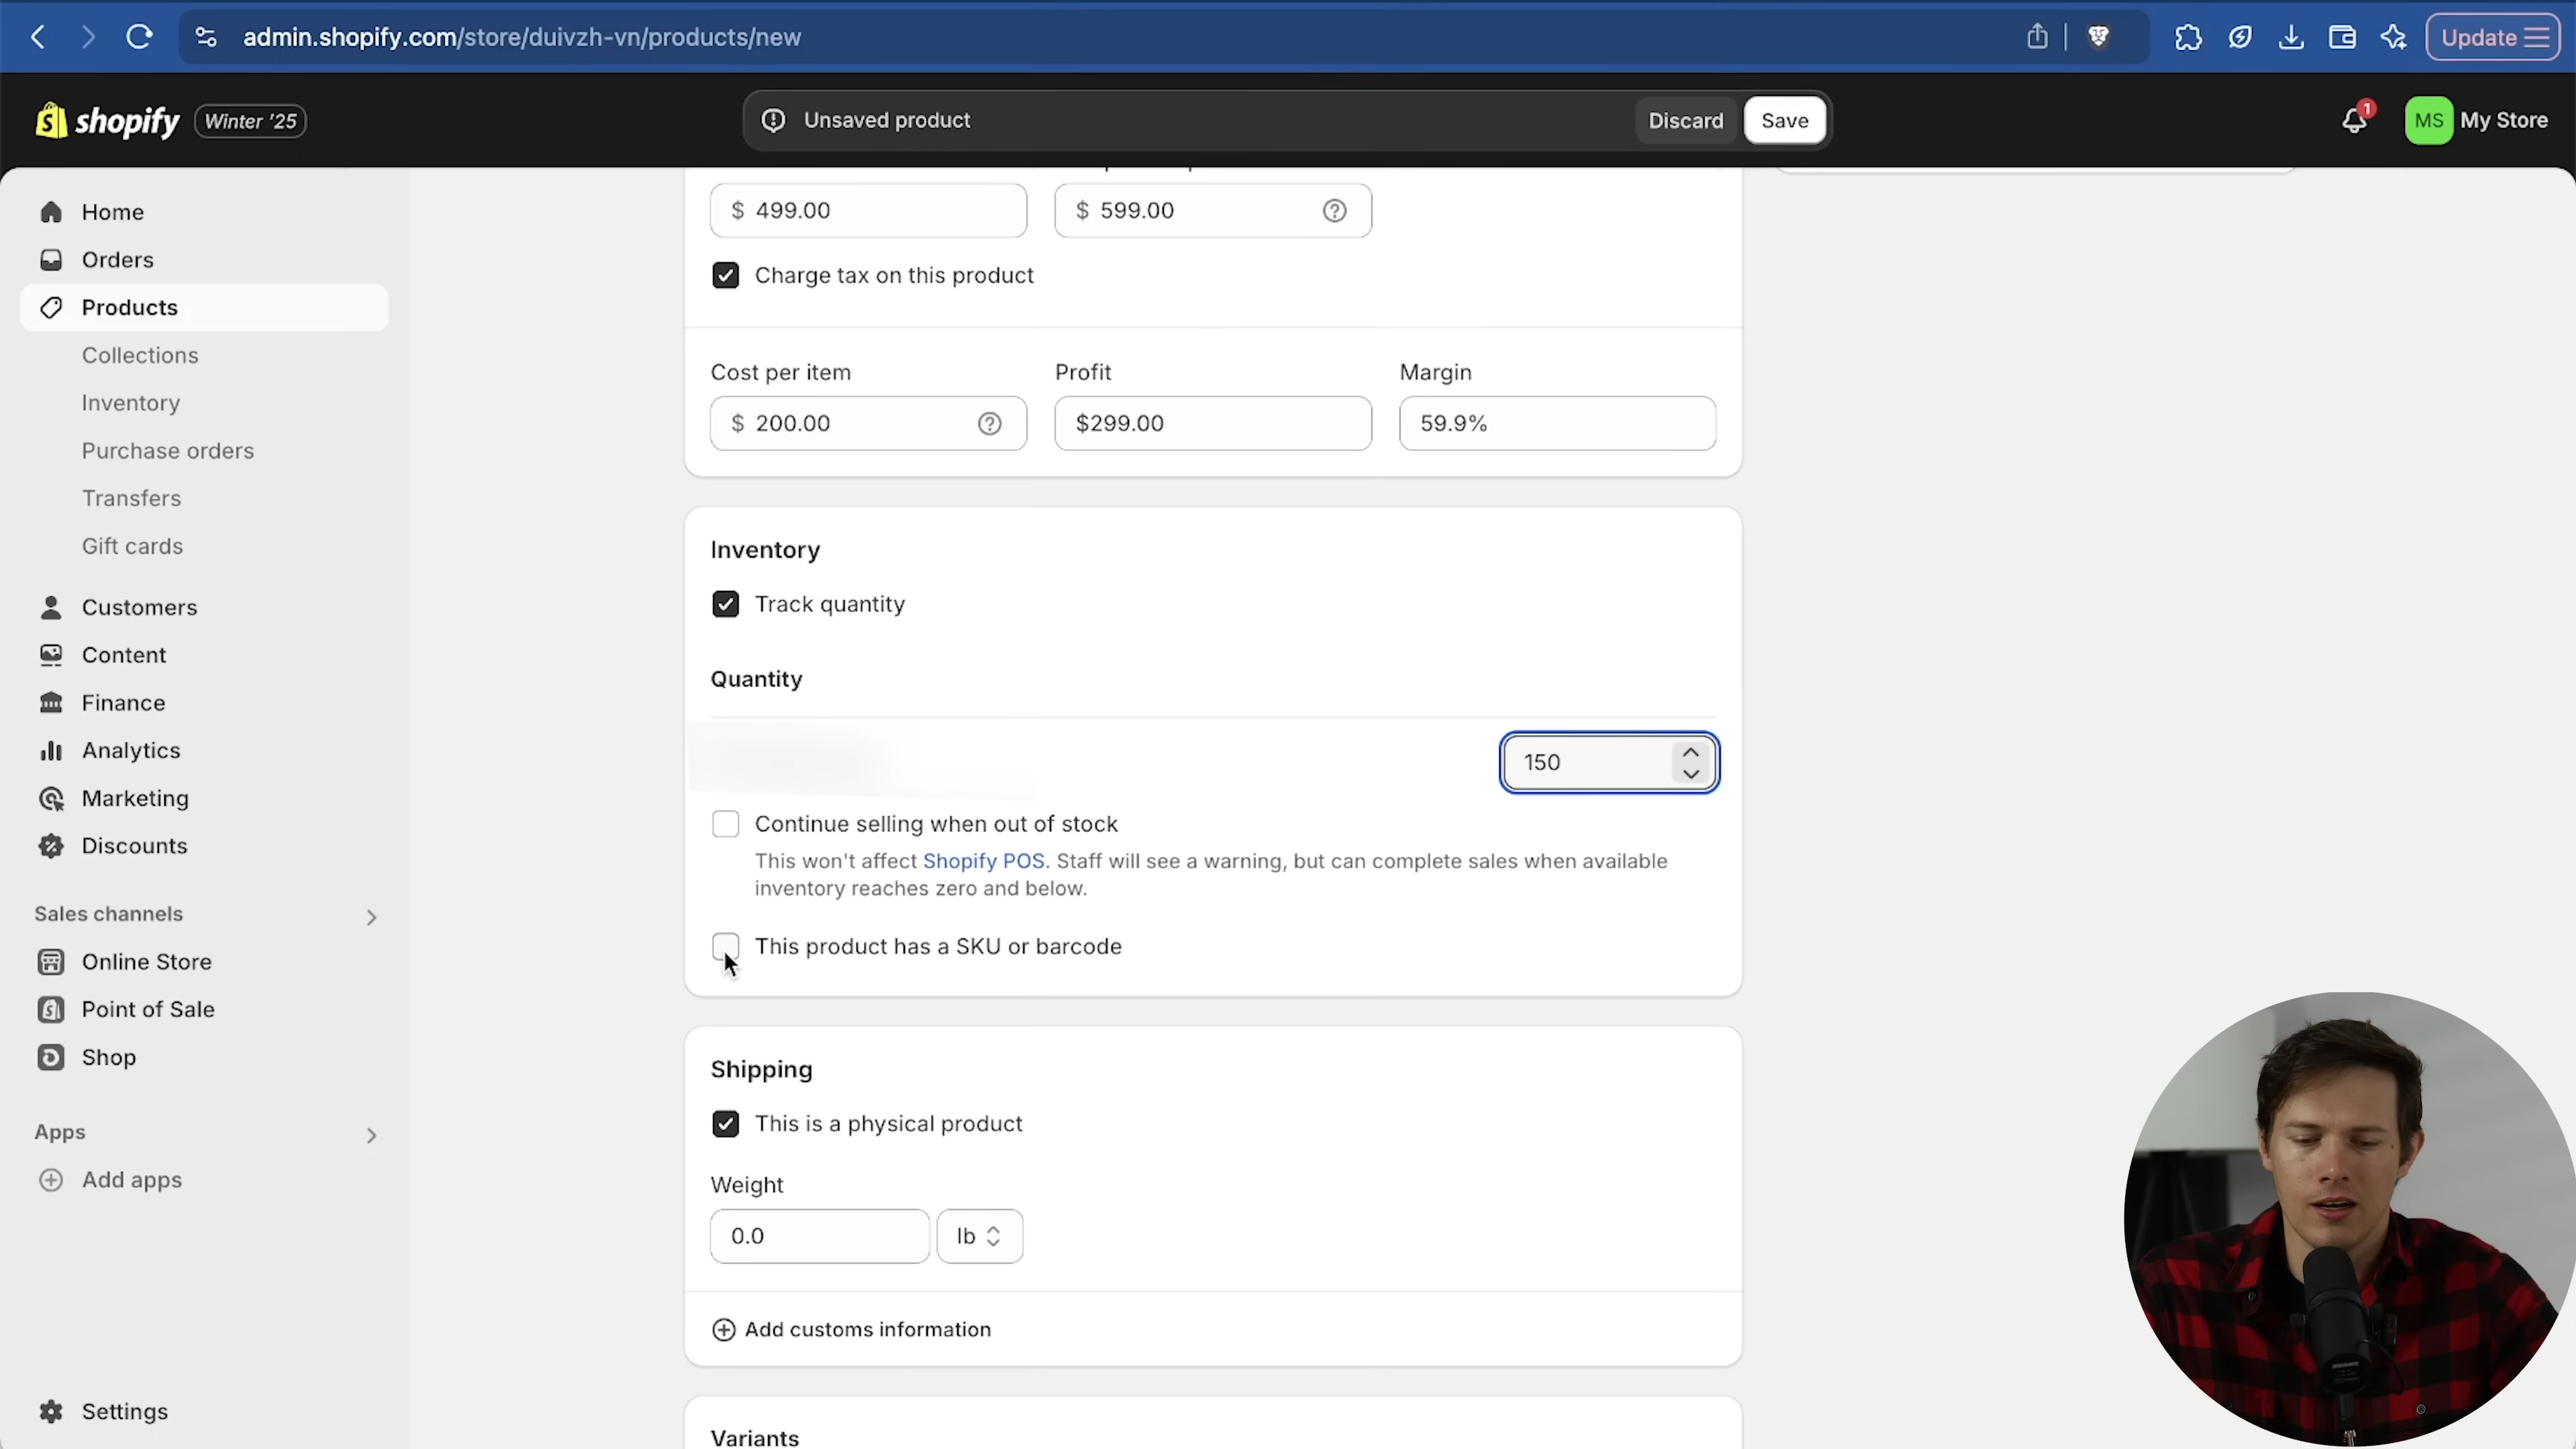 admin.shopify.com/store/duivzh-vn/products/new
Update
shopify
Winter '25
Unsaved product
Discard
Save
1
MS
My Store
Home
Orders
Products
Collections
Inventory
Purchase orders
Transfers
Gift cards
Customers
Content
Finance
Analytics
Marketing
Discounts
Sales channels
Online Store
Point of Sale
Shop
Apps
Add apps
Settings
$ 499.00
$ 599.00
Charge tax on this product
Cost per item
Profit
Margin
$ 200.00
$299.00
59.9%
Inventory
Track quantity
Quantity
150
Continue selling when out of stock
This won't affect Shopify POS. Staff will see a warning, but can complete sales when available
inventory reaches zero and below.
This product has a SKU or barcode
Shipping
This is a physical product
Weight
0.0
lb
Add customs information
Variants